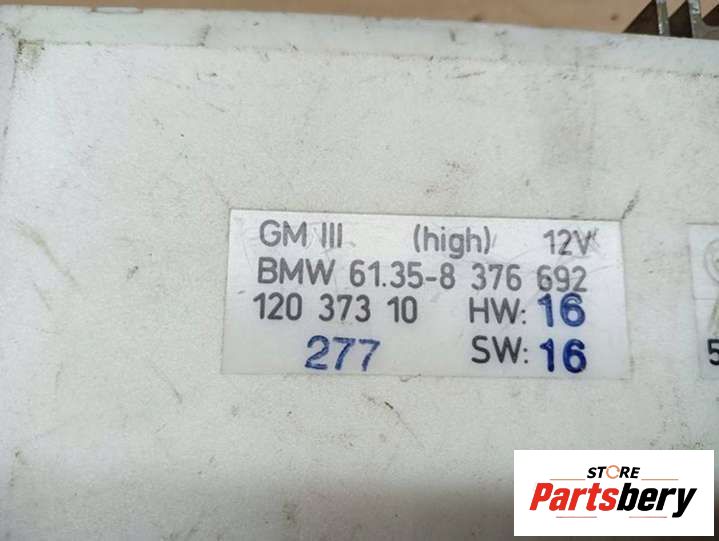 GM III (high) 12V
BMW 61.35-8 376 692
120 373 10 HW: 16
277 SW: 16
5
STORE
Partsbery